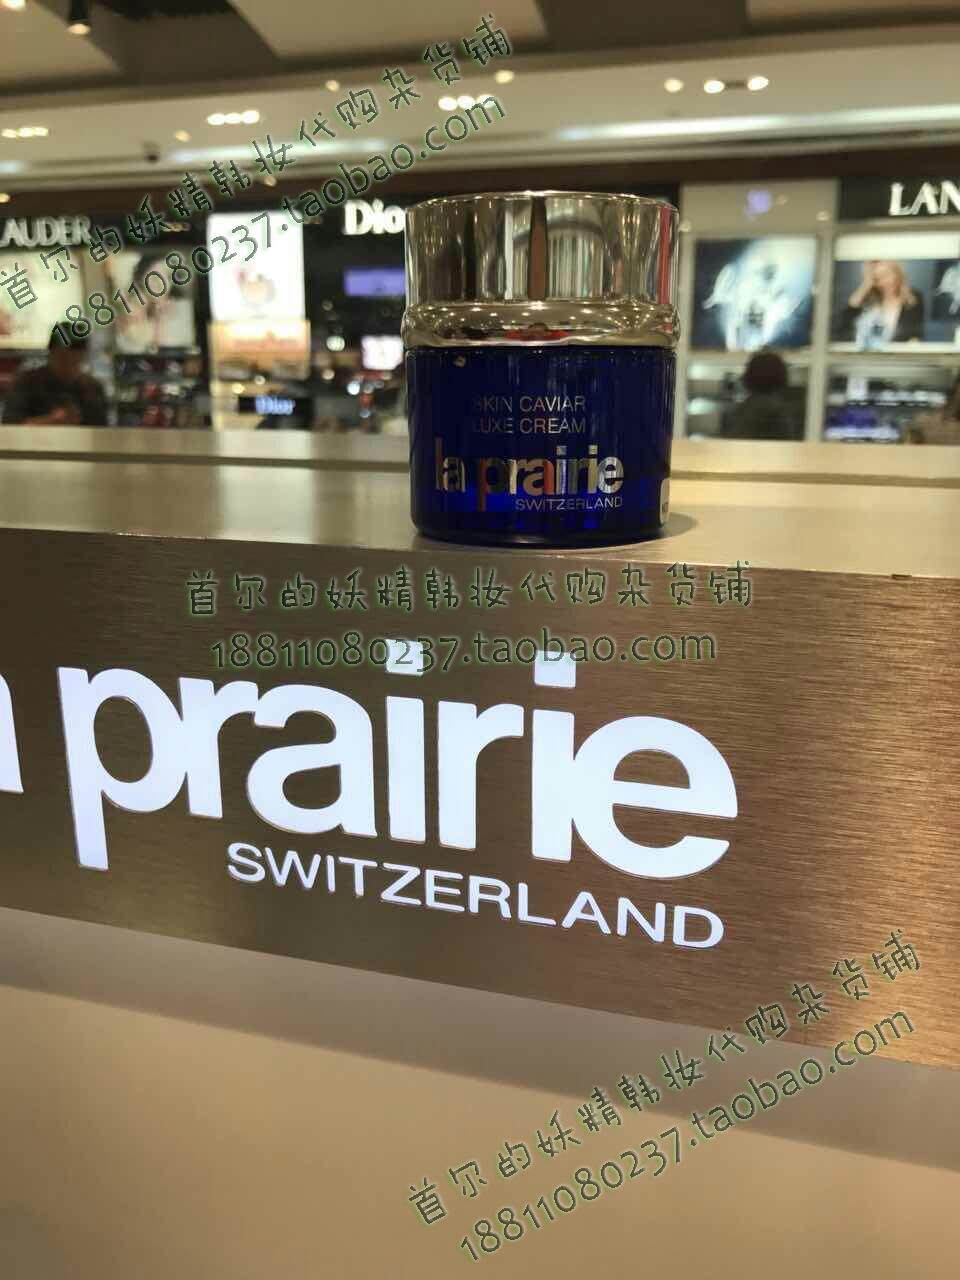 首尔的妖精韩妆代购杂货铺
18811080237.taobao.com
LAUDER
Dior
LAN
Dior
SKIN CAVIAR
LUXE CREAM
la prairie
SWITZERLAND
首尔的妖精韩妆代购杂货铺
18811080237.taobao.com
a prairie
SWITZERLAND
首尔的妖精韩妆代购杂货铺
18811080237.taobao.com